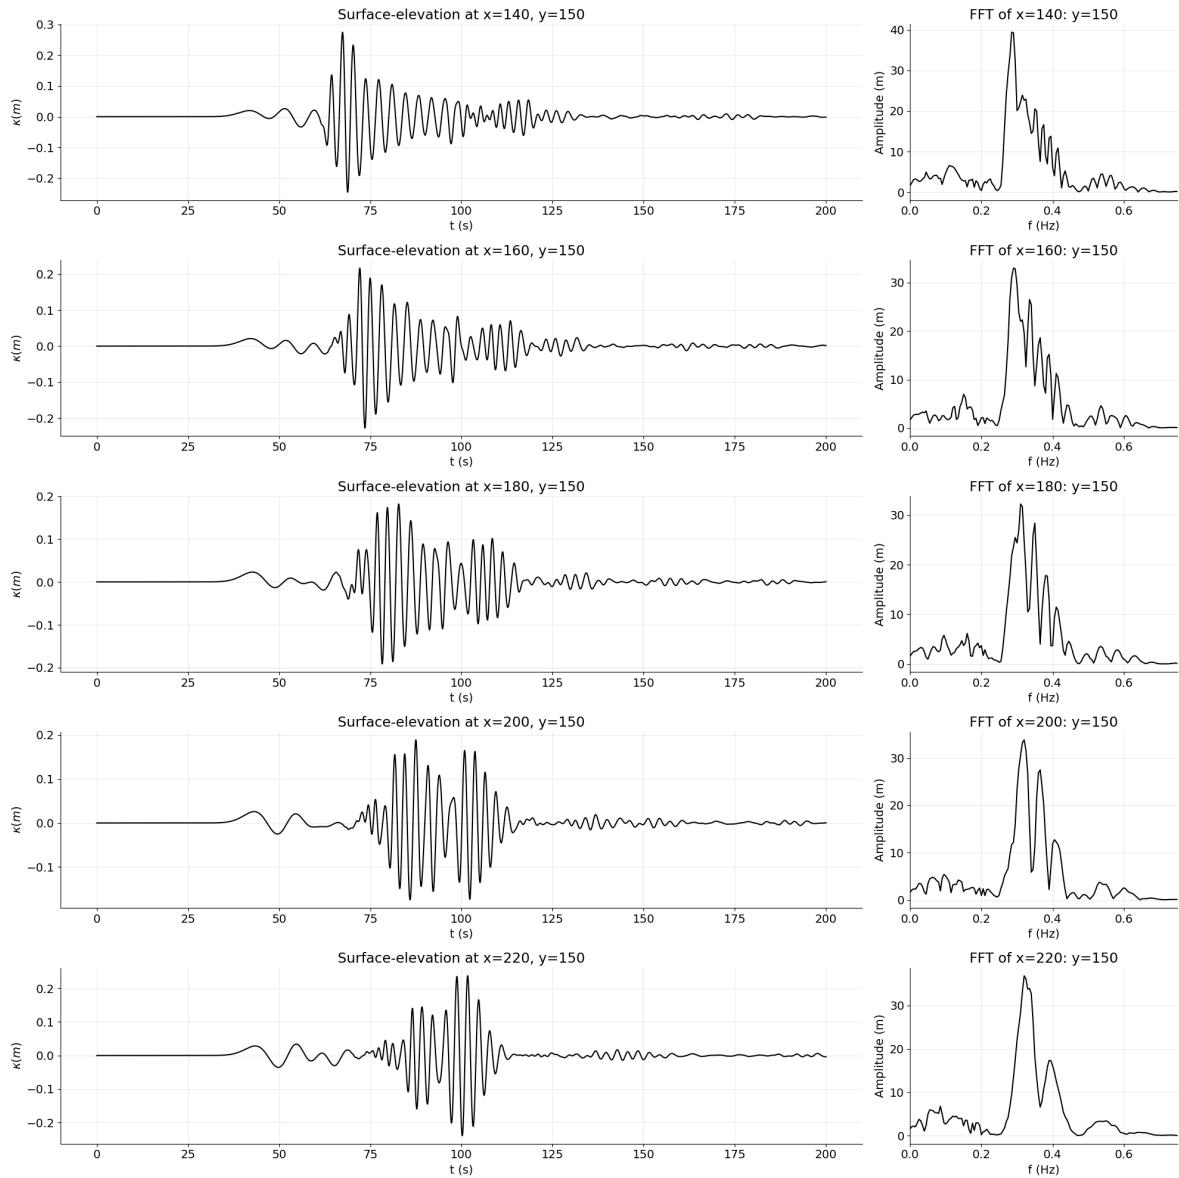 Surface-elevation at x=140, y=150
FFT of x=140: y=150
κ(m)
0.3
0.2
0.1
0.0
−0.1
−0.2
0 25 50 75 100 125 150 175 200
t (s)
Amplitude (m)
40
30
20
10
0
0.0 0.2 0.4 0.6
f (Hz)
Surface-elevation at x=160, y=150
FFT of x=160: y=150
κ(m)
0.2
0.1
0.0
−0.1
−0.2
0 25 50 75 100 125 150 175 200
t (s)
Amplitude (m)
30
20
10
0
0.0 0.2 0.4 0.6
f (Hz)
Surface-elevation at x=180, y=150
FFT of x=180: y=150
κ(m)
0.2
0.1
0.0
−0.1
−0.2
0 25 50 75 100 125 150 175 200
t (s)
Amplitude (m)
30
20
10
0
0.0 0.2 0.4 0.6
f (Hz)
Surface-elevation at x=200, y=150
FFT of x=200: y=150
κ(m)
0.2
0.1
0.0
−0.1
0 25 50 75 100 125 150 175 200
t (s)
Amplitude (m)
30
20
10
0
0.0 0.2 0.4 0.6
f (Hz)
Surface-elevation at x=220, y=150
FFT of x=220: y=150
κ(m)
0.2
0.1
0.0
−0.1
−0.2
0 25 50 75 100 125 150 175 200
t (s)
Amplitude (m)
30
20
10
0
0.0 0.2 0.4 0.6
f (Hz)